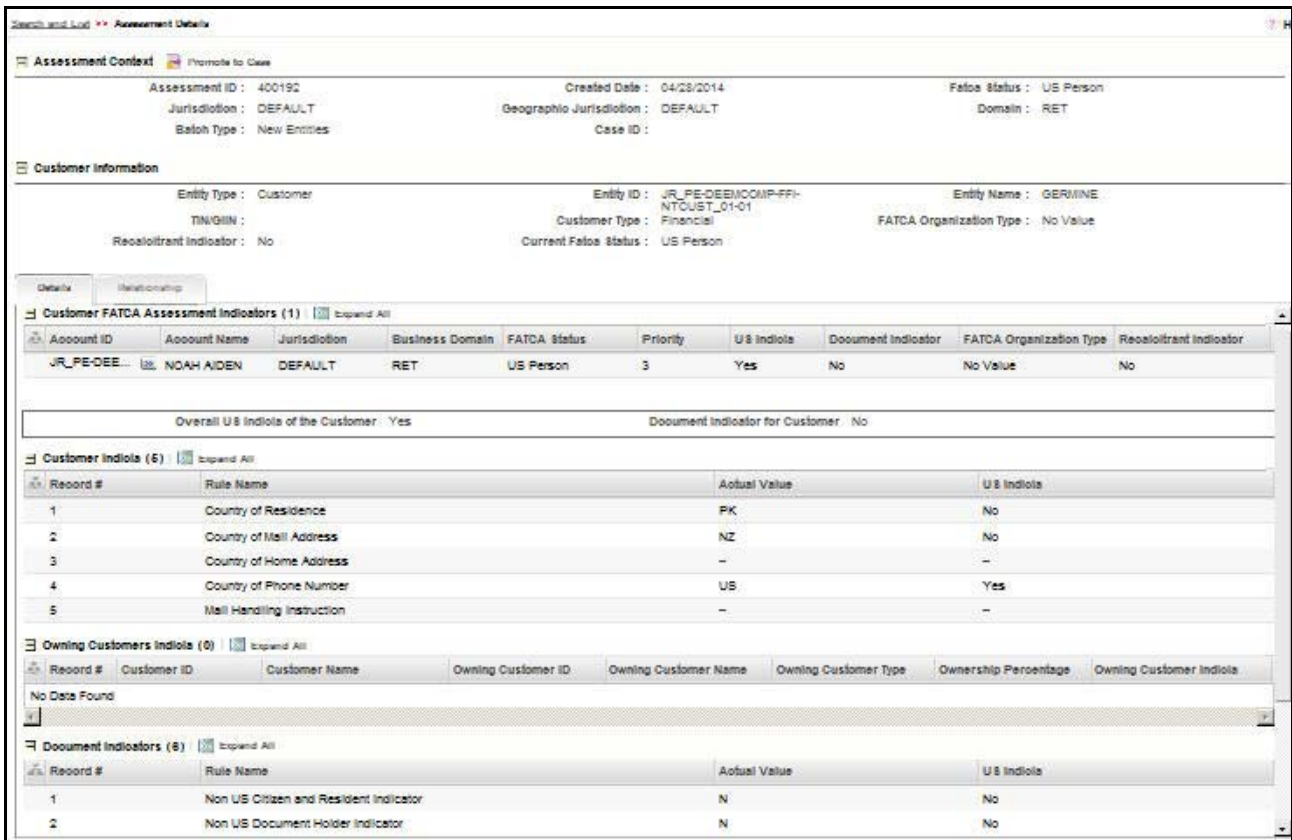 Search and List >> Assessment Details ? H
Assessment Context Promote to Case
Assessment ID : 400192 Created Date : 04/28/2014 Fatca Status : US Person
Jurisdiction : DEFAULT Geographic Jurisdiction : DEFAULT Domain : RET
Batch Type : New Entities Case ID :
Customer Information
Entity Type : Customer Entity ID : JR_PE-DEEMCOMP-FFI-NTCUST_01-01 Entity Name : GERMINE
TIN/GIIN : Customer Type : Financial FATCA Organization Type : No Value
Recalcitrant Indicator : No Current Fatca Status : US Person
Details Relationship
Customer FATCA Assessment Indicators (1) Expand All
Account ID Account Name Jurisdiction Business Domain FATCA Status Priority US Indicia Document Indicator FATCA Organization Type Recalcitrant Indicator
JR_PE-DEE... NOAH AIDEN DEFAULT RET US Person 3 Yes No No Value No
Overall US Indicia of the Customer Yes Document Indicator for Customer No
Customer Indicia (5) Expand All
Record # Rule Name Actual Value US Indicia
1 Country of Residence PK No
2 Country of Mail Address NZ No
3 Country of Home Address – –
4 Country of Phone Number US Yes
5 Mail Handling Instruction – –
Owning Customers Indicia (0) Expand All
Record # Customer ID Customer Name Owning Customer ID Owning Customer Name Owning Customer Type Ownership Percentage Owning Customer Indicia
No Data Found
Document Indicators (6) Expand All
Record # Rule Name Actual Value US Indicia
1 Non US Citizen and Resident Indicator N No
2 Non US Document Holder Indicator N No